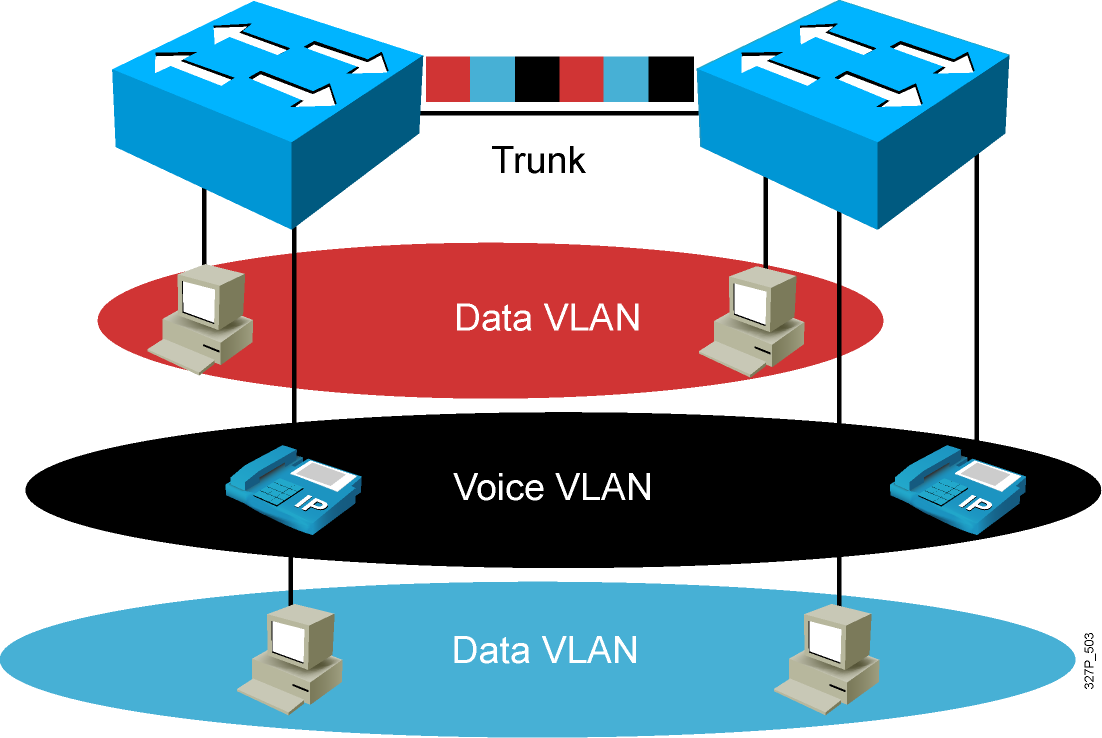 Trunk
Data VLAN
Voice VLAN
IP
IP
Data VLAN
327P_503